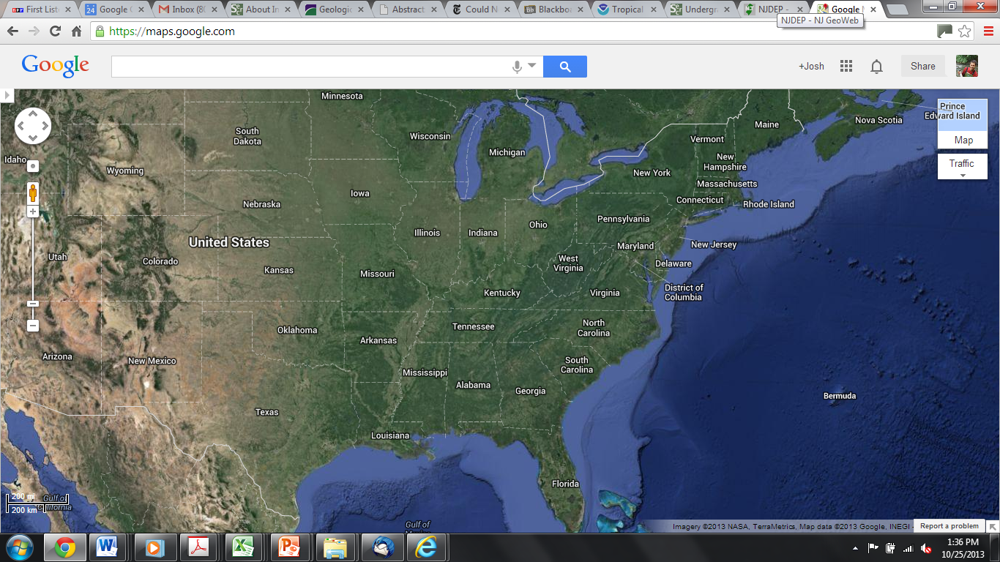 First List
Google C
24
Inbox (80
About In
Geologic
Abstract
Could N
Bb
Blackboa
Tropical
Undergra
NJDEP -
Google M
NJDEP - NJ GeoWeb
https://maps.google.com
Google
+Josh
Share
Minnesota
South
Dakota
Wisconsin
Michigan
Vermont
Maine
Nova Scotia
Prince
Edward Island
Map
Traffic
Idaho
Wyoming
New
Hampshire
New York
Massachusetts
Iowa
Nebraska
Connecticut
Rhode Island
Illinois
Indiana
Ohio
Pennsylvania
United States
Maryland
New Jersey
Utah
Colorado
Kansas
Missouri
West
Virginia
Delaware
Kentucky
Virginia
District of
Columbia
Oklahoma
Tennessee
North
Carolina
Arkansas
Arizona
New Mexico
Mississippi
Alabama
South
Carolina
Georgia
Bermuda
Texas
Louisiana
Florida
200 mi
200 km
Gulf of
California
Gulf of
Imagery ©2013 NASA, TerraMetrics, Map data ©2013 Google, INEGI -
Report a problem
1:36 PM
10/25/2013